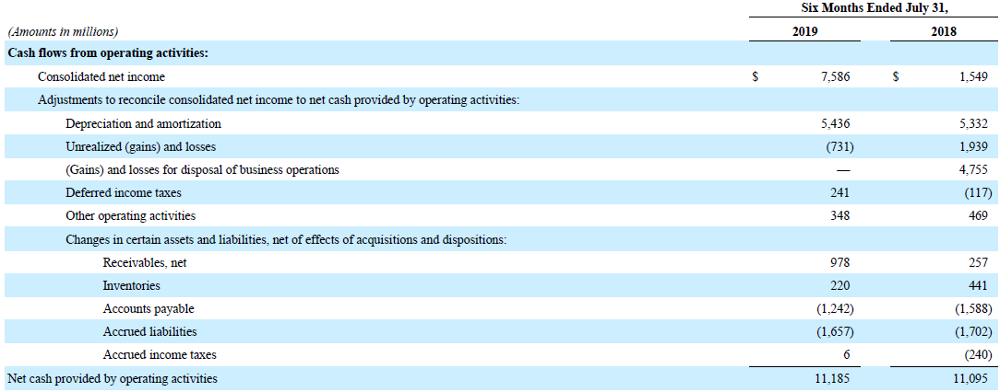 Six Months Ended July 31,
(Amounts in millions) 2019 2018
Cash flows from operating activities:
Consolidated net income $ 7,586 $ 1,549
Adjustments to reconcile consolidated net income to net cash provided by operating activities:
Depreciation and amortization 5,436 5,332
Unrealized (gains) and losses (731) 1,939
(Gains) and losses for disposal of business operations — 4,755
Deferred income taxes 241 (117)
Other operating activities 348 469
Changes in certain assets and liabilities, net of effects of acquisitions and dispositions:
Receivables, net 978 257
Inventories 220 441
Accounts payable (1,242) (1,588)
Accrued liabilities (1,657) (1,702)
Accrued income taxes 6 (240)
Net cash provided by operating activities 11,185 11,095